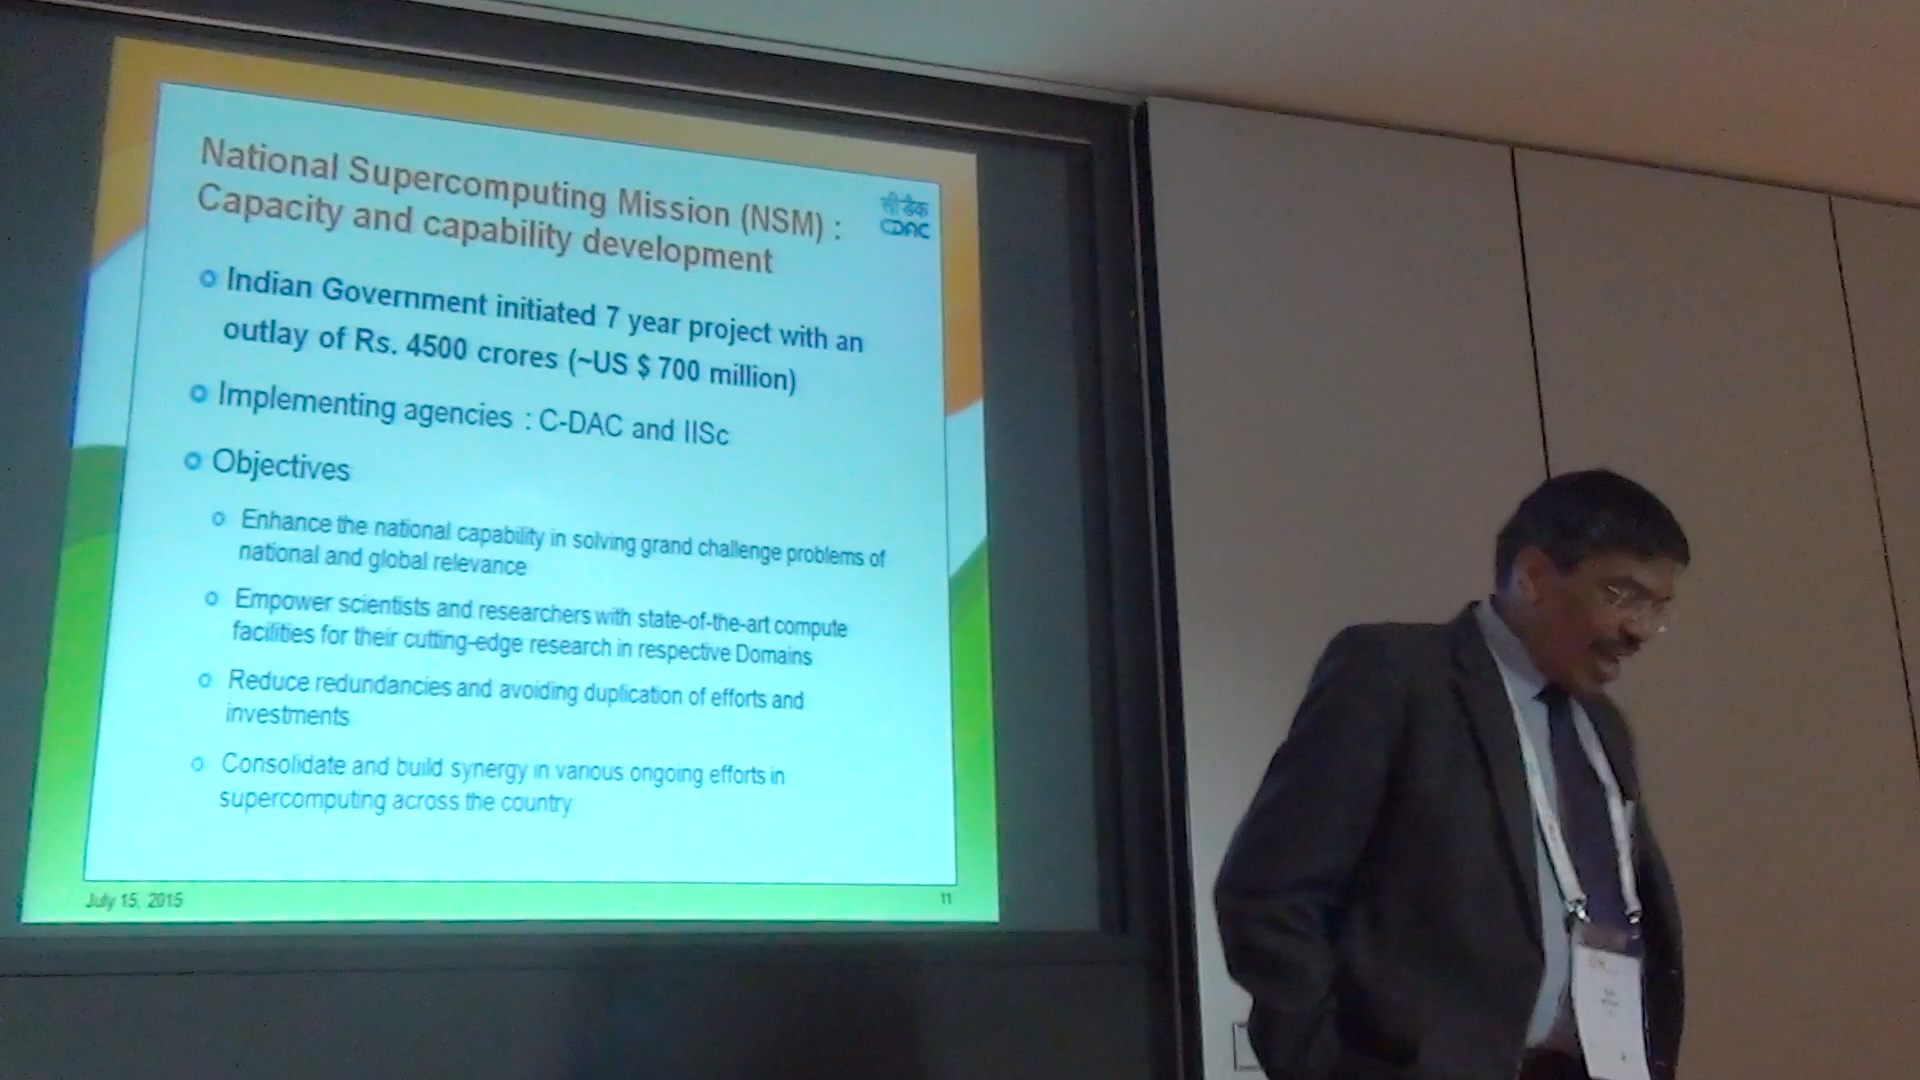 National Supercomputing Mission (NSM) :
Capacity and capability development
सी डैक
CDAC
Indian Government initiated 7 year project with an
outlay of Rs. 4500 crores (~US $ 700 million)
Implementing agencies : C-DAC and IISc
Objectives
Enhance the national capability in solving grand challenge problems of
national and global relevance
Empower scientists and researchers with state-of-the-art compute
facilities for their cutting-edge research in respective Domains
Reduce redundancies and avoiding duplication of efforts and
investments
Consolidate and build synergy in various ongoing efforts in
supercomputing across the country
July 15, 2015
11